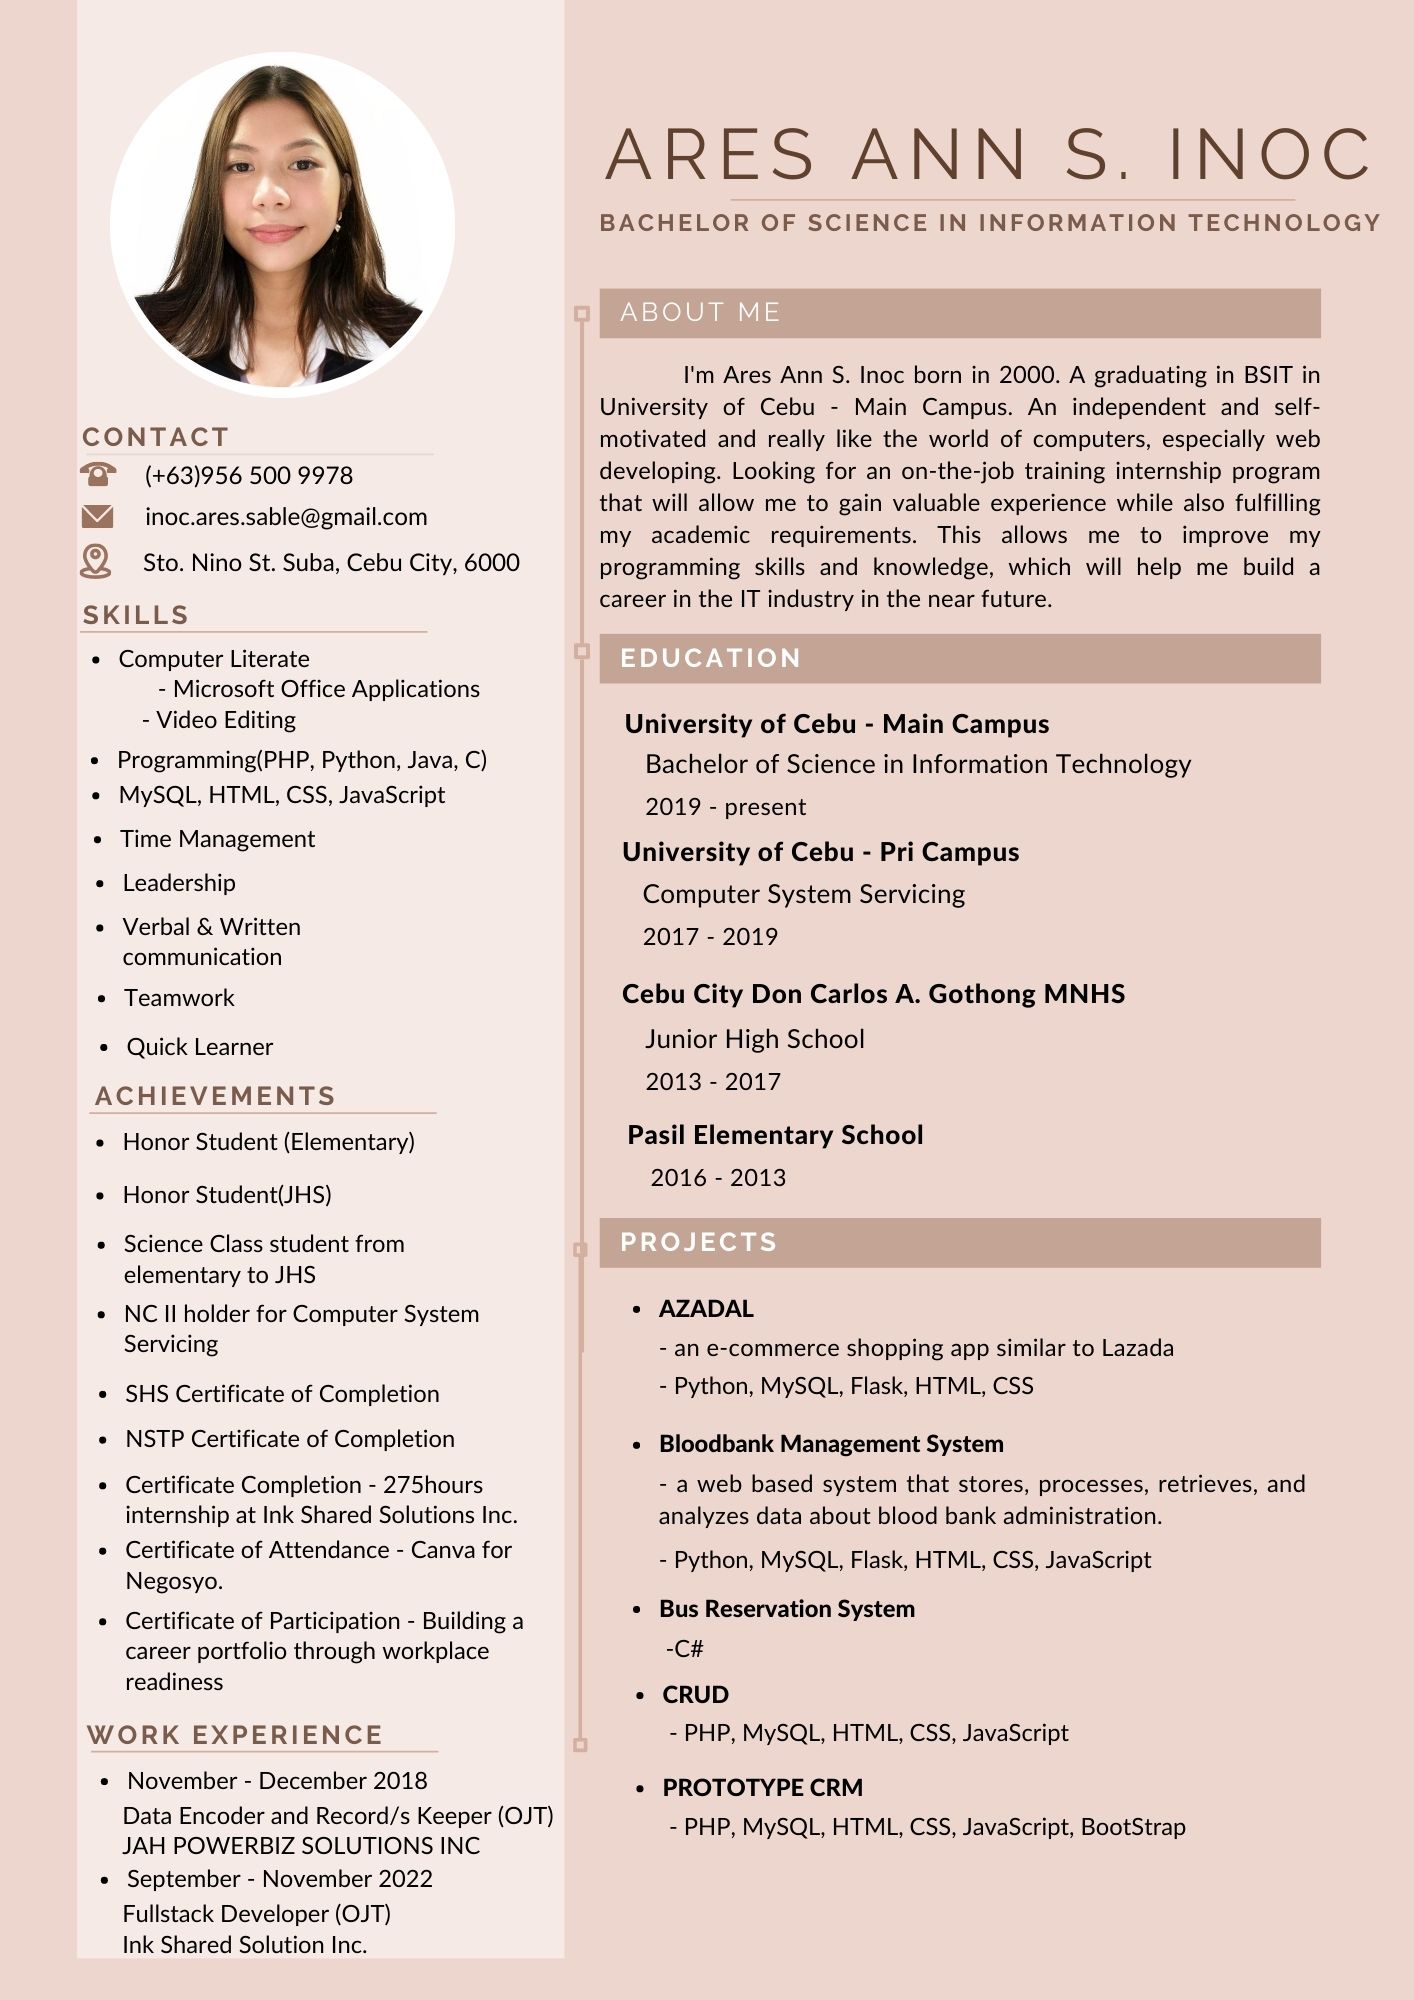 ARES ANN S. INOC
BACHELOR OF SCIENCE IN INFORMATION TECHNOLOGY
CONTACT
(+63)956 500 9978
inoc.ares.sable@gmail.com
Sto. Nino St. Suba, Cebu City, 6000
SKILLS
• Computer Literate
- Microsoft Office Applications
- Video Editing
• Programming(PHP, Python, Java, C)
• MySQL, HTML, CSS, JavaScript
• Time Management
• Leadership
• Verbal & Written
communication
• Teamwork
• Quick Learner
ACHIEVEMENTS
• Honor Student (Elementary)
• Honor Student(JHS)
• Science Class student from
elementary to JHS
• NC II holder for Computer System
Servicing
• SHS Certificate of Completion
• NSTP Certificate of Completion
• Certificate Completion - 275hours
internship at Ink Shared Solutions Inc.
• Certificate of Attendance - Canva for
Negosyo.
• Certificate of Participation - Building a
career portfolio through workplace
readiness
WORK EXPERIENCE
• November - December 2018
Data Encoder and Record/s Keeper (OJT)
JAH POWERBIZ SOLUTIONS INC
• September - November 2022
Fullstack Developer (OJT)
Ink Shared Solution Inc.
ABOUT ME
I'm Ares Ann S. Inoc born in 2000. A graduating in BSIT in
University of Cebu - Main Campus. An independent and self-
motivated and really like the world of computers, especially web
developing. Looking for an on-the-job training internship program
that will allow me to gain valuable experience while also fulfilling
my academic requirements. This allows me to improve my
programming skills and knowledge, which will help me build a
career in the IT industry in the near future.
EDUCATION
University of Cebu - Main Campus
Bachelor of Science in Information Technology
2019 - present
University of Cebu - Pri Campus
Computer System Servicing
2017 - 2019
Cebu City Don Carlos A. Gothong MNHS
Junior High School
2013 - 2017
Pasil Elementary School
2016 - 2013
PROJECTS
• AZADAL
- an e-commerce shopping app similar to Lazada
- Python, MySQL, Flask, HTML, CSS
• Bloodbank Management System
- a web based system that stores, processes, retrieves, and
analyzes data about blood bank administration.
- Python, MySQL, Flask, HTML, CSS, JavaScript
• Bus Reservation System
-C#
• CRUD
- PHP, MySQL, HTML, CSS, JavaScript
• PROTOTYPE CRM
- PHP, MySQL, HTML, CSS, JavaScript, BootStrap